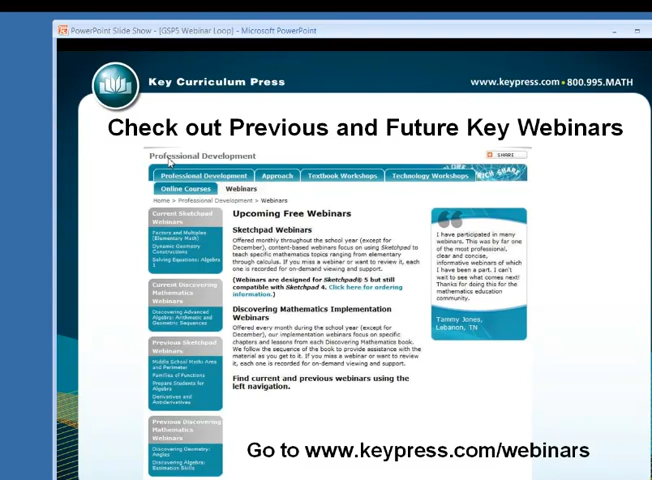 PowerPoint Slide Show - [GSP5 Webinar Loop] - Microsoft PowerPoint
Key Curriculum Press
www.keypress.com • 800.995.MATH
Check out Previous and Future Key Webinars
Professional Development
SHARE
Professional Development
Approach
Textbook Workshops
Technology Workshops
Online Courses
Webinars
Home > Professional Development > Webinars
Current Sketchpad
Webinars
Factors and Multiples
(Elementary Math)
Dynamic Geometry
Constructions
Solving Equations: Algebra
1
Current Discovering
Mathematics
Webinars
Discovering Advanced
Algebra: Arithmetic and
Geometric Sequences
Previous Sketchpad
Webinars
Middle School Math: Area
and Perimeter
Families of Functions
Prepare Students for
Algebra
Derivatives and
Antiderivatives
Previous Discovering
Mathematics
Webinars
Discovering Geometry:
Angles
Discovering Algebra:
Estimation Skills
Upcoming Free Webinars
Sketchpad Webinars
Offered monthly throughout the school year (except for
December), content-based webinars focus on using Sketchpad to
teach specific mathematics topics ranging from elementary
through calculus. If you miss a webinar or want to review it, each
one is recorded for on-demand viewing and support.
(Webinars are designed for Sketchpad® 5 but still
compatible with Sketchpad 4. Click here for ordering
information.)
Discovering Mathematics Implementation
Webinars
Offered every month during the school year (except for
December), our implementation webinars focus on specific
chapters and lessons from each Discovering Mathematics book.
We follow the sequence of the book to provide assistance with the
material as you get to it. If you miss a webinar or want to review
it, each one is recorded for on-demand viewing and support.
Find current and previous webinars using the
left navigation.
I have participated in many
webinars. This was by far one
of the most professional,
clear and concise,
informative webinars of which
I have been a part. I can't
wait to see what comes next!
Thanks for doing this for the
mathematics education
community.
Tammy Jones,
Lebanon, TN
Go to www.keypress.com/webinars